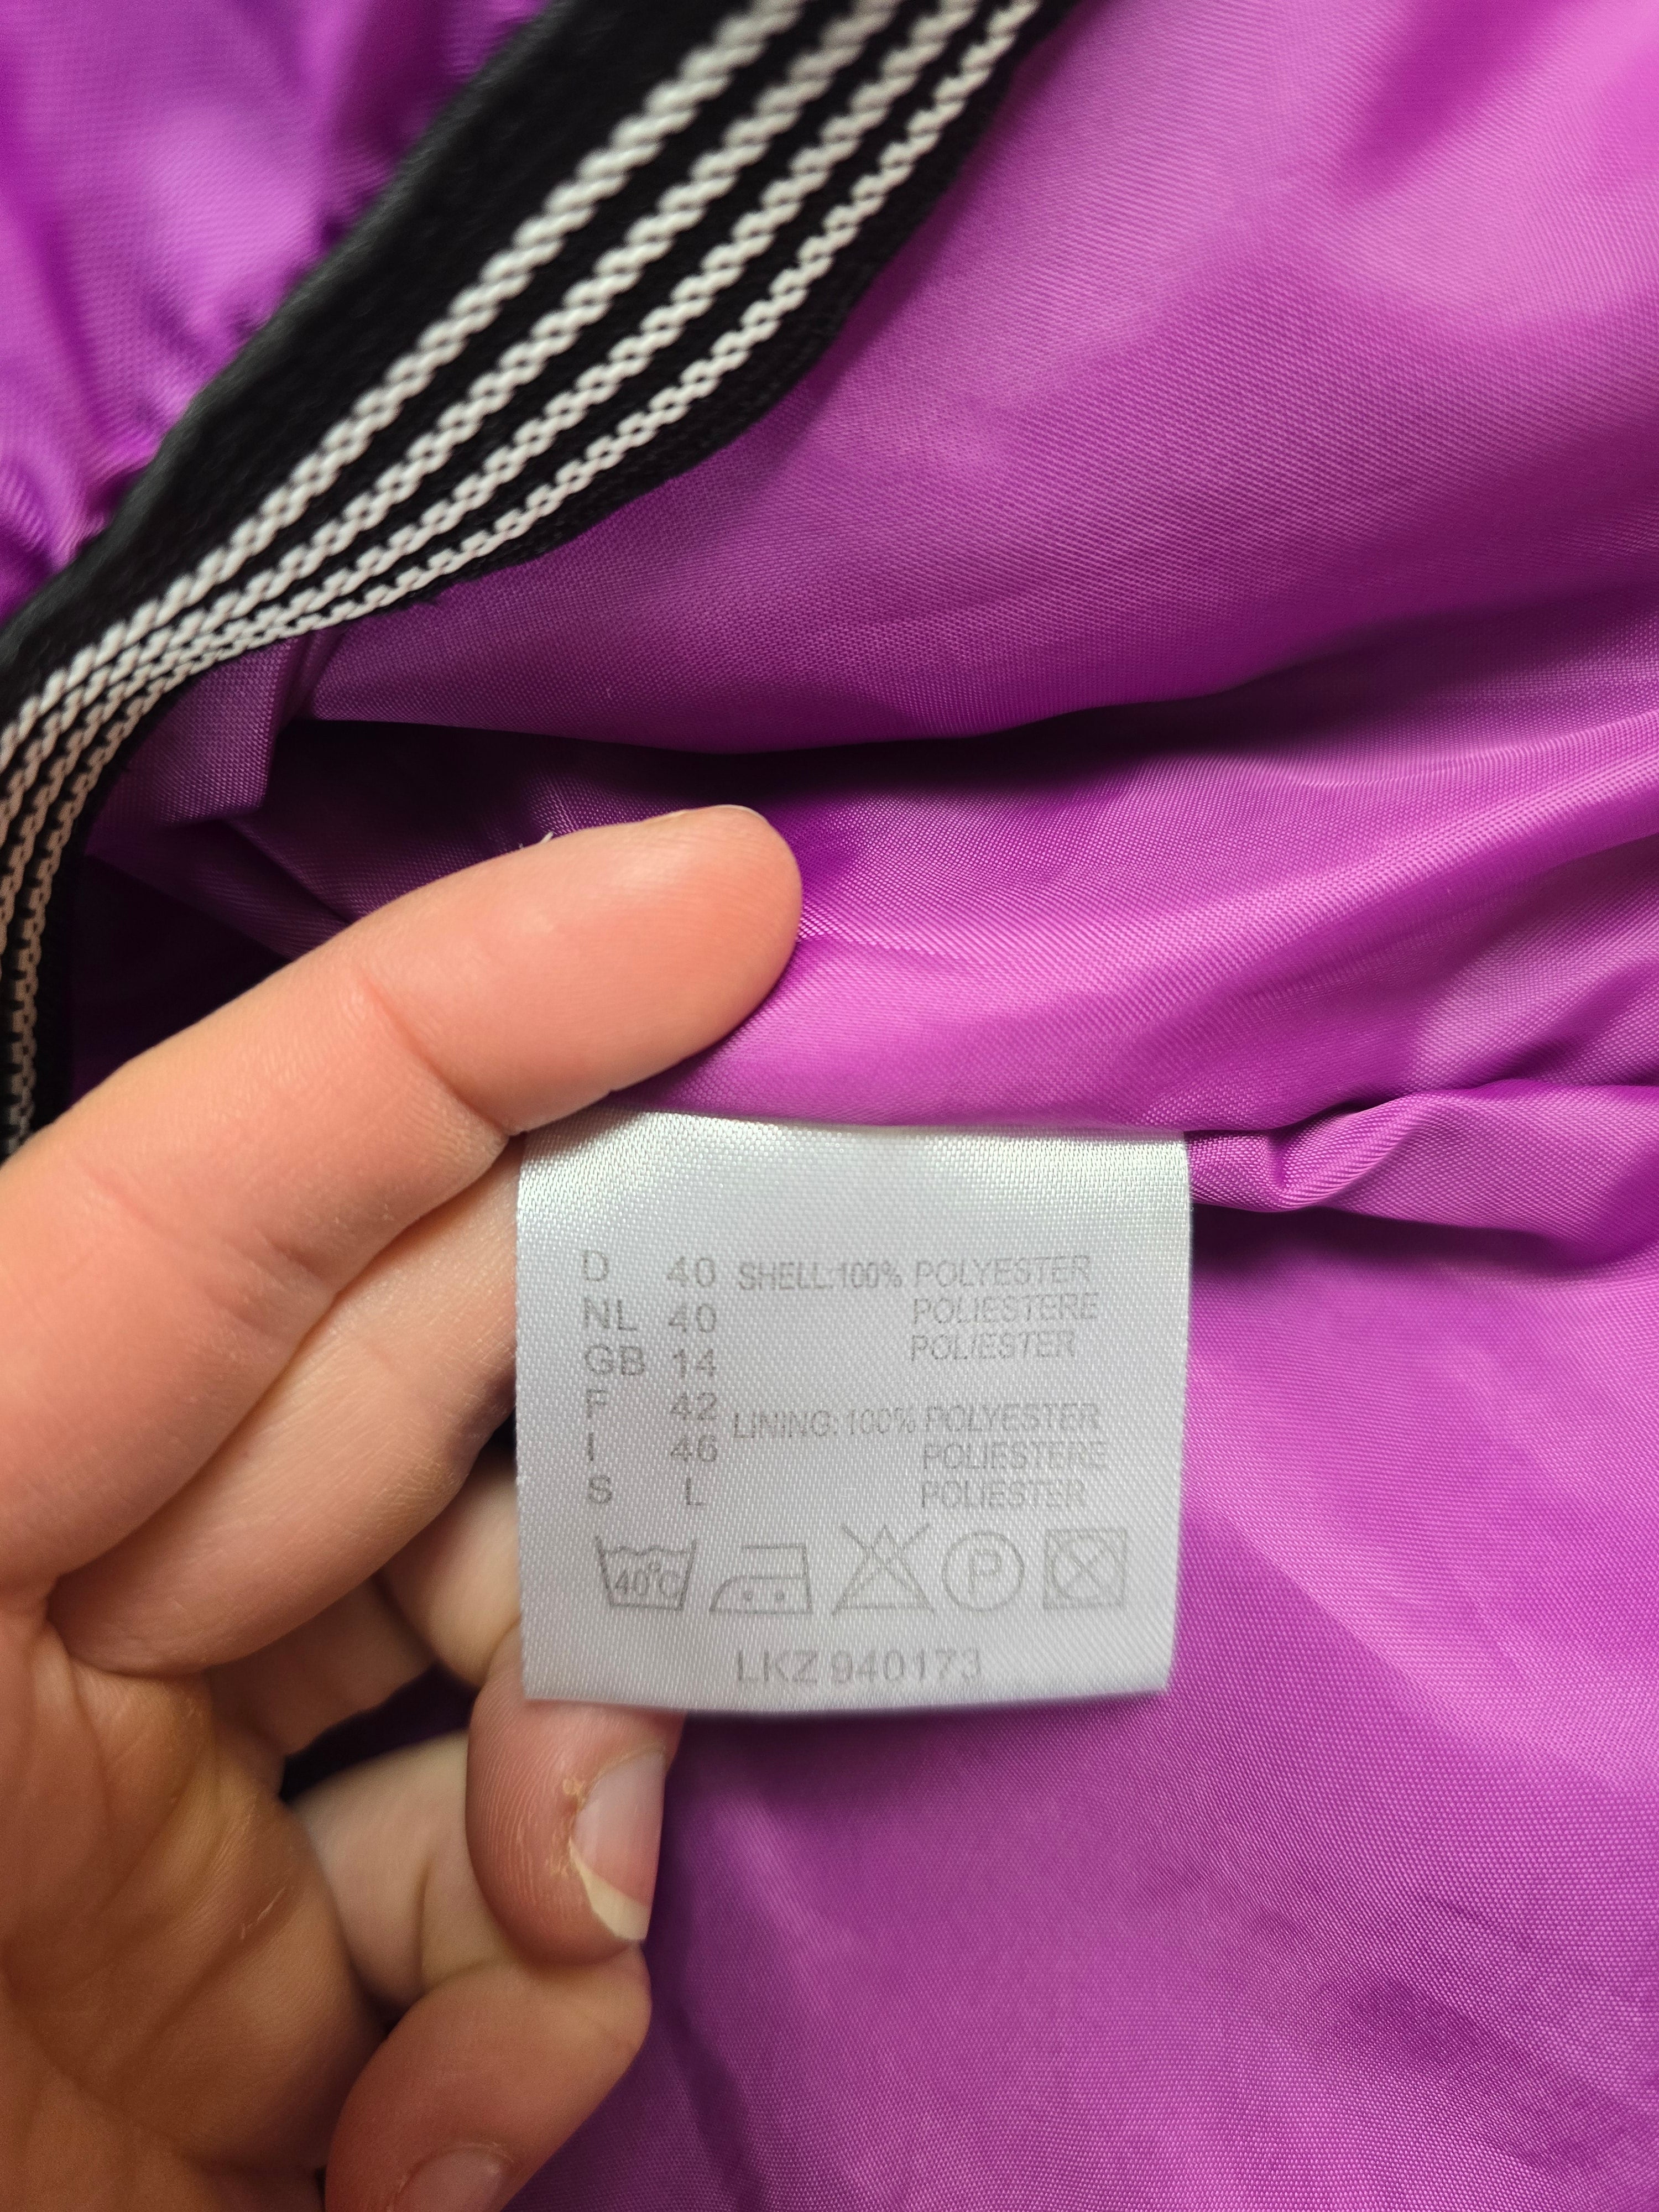 D 40 SHELL:100% POLYESTER
NL 40 POLIESTERE
GB 14 POLIESTER
F 42 LINING:100% POLYESTER
I 46 POLIESTERE
S L POLIESTER
40°C P
LKZ 940173